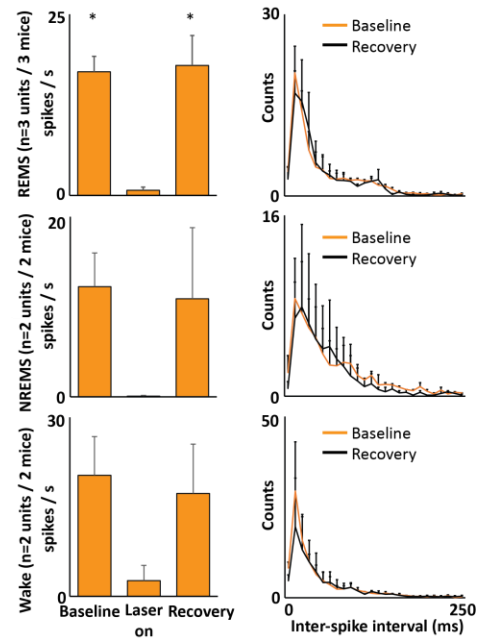 REMS (n=3 units / 3 mice)
spikes / s
25
0
*
*
30
Counts
0
Baseline
Recovery
NREMS (n=2 units / 2 mice)
spikes / s
20
0
16
Counts
0
Baseline
Recovery
Wake (n=2 units / 2 mice)
spikes / s
30
0
Baseline
Laser
on
Recovery
50
Counts
0
Baseline
Recovery
0
250
Inter-spike interval (ms)